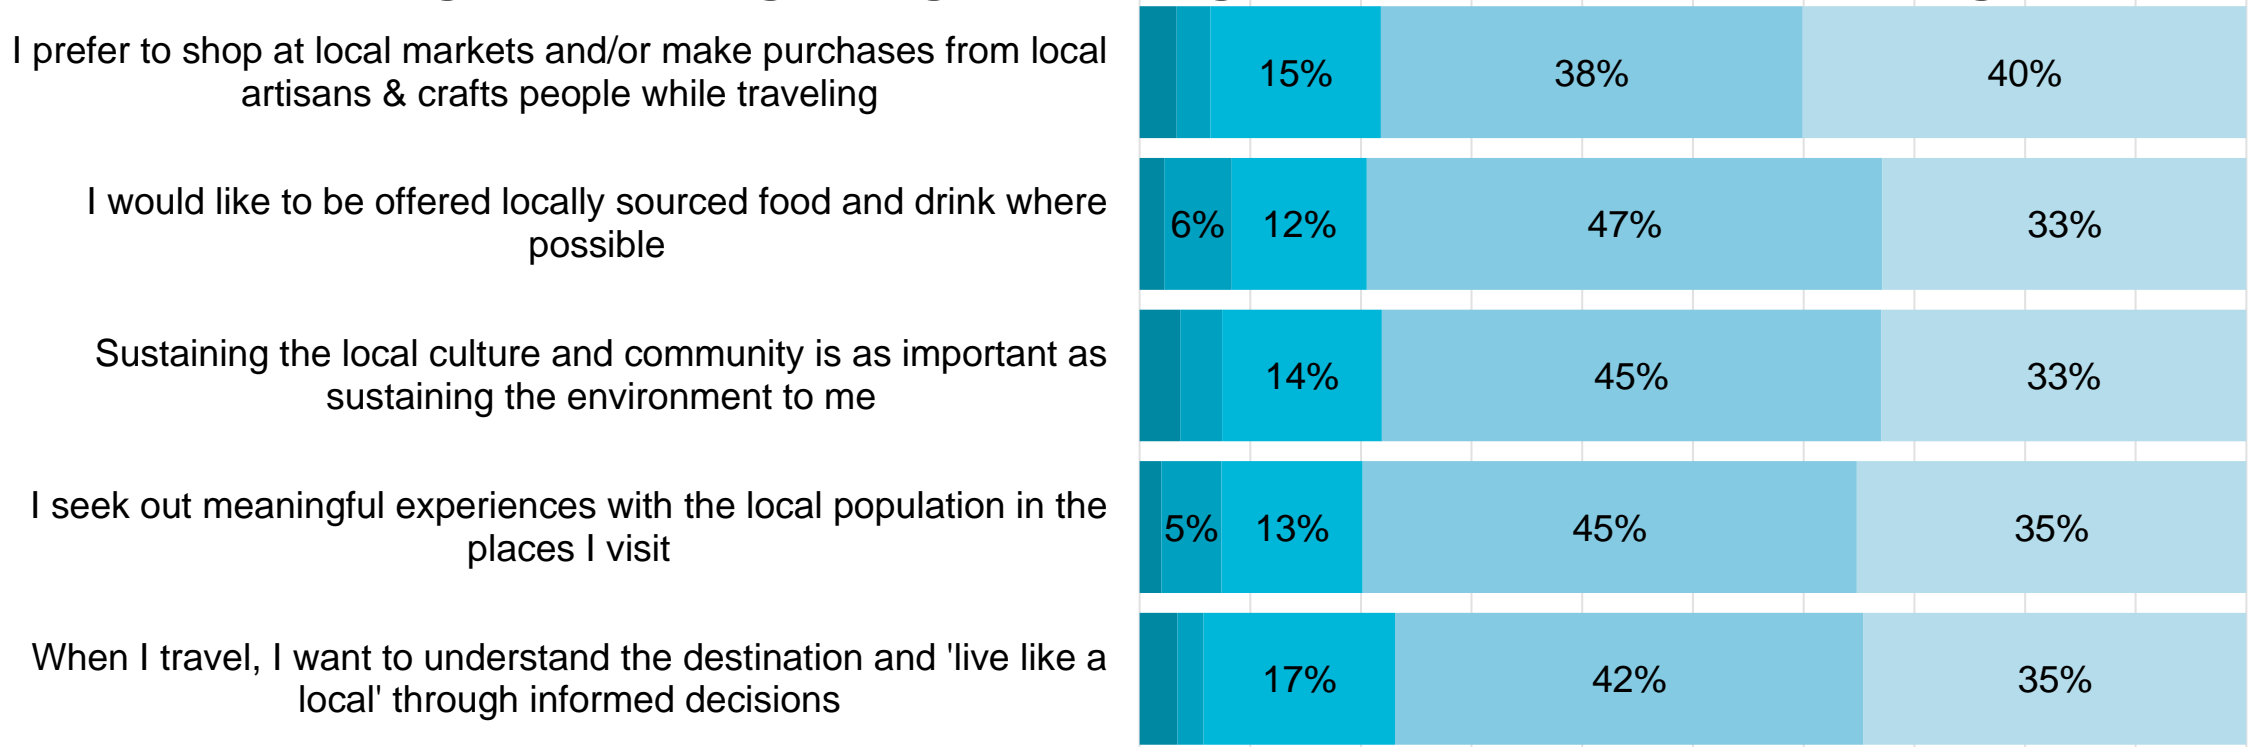 I prefer to shop at local markets and/or make purchases from local
artisans & crafts people while traveling
15% 38% 40%
I would like to be offered locally sourced food and drink where
possible
6% 12% 47% 33%
Sustaining the local culture and community is as important as
sustaining the environment to me
14% 45% 33%
I seek out meaningful experiences with the local population in the
places I visit
5% 13% 45% 35%
When I travel, I want to understand the destination and 'live like a
local' through informed decisions
17% 42% 35%